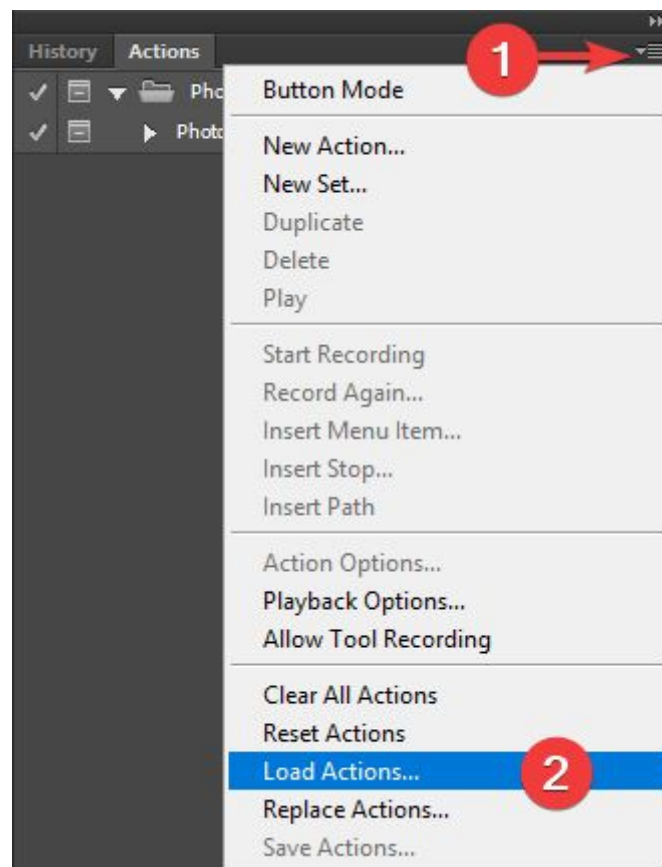 History Actions
1
Pho
Photo
Button Mode
New Action...
New Set...
Duplicate
Delete
Play
Start Recording
Record Again...
Insert Menu Item...
Insert Stop...
Insert Path
Action Options...
Playback Options...
Allow Tool Recording
Clear All Actions
Reset Actions
Load Actions... 2
Replace Actions...
Save Actions...